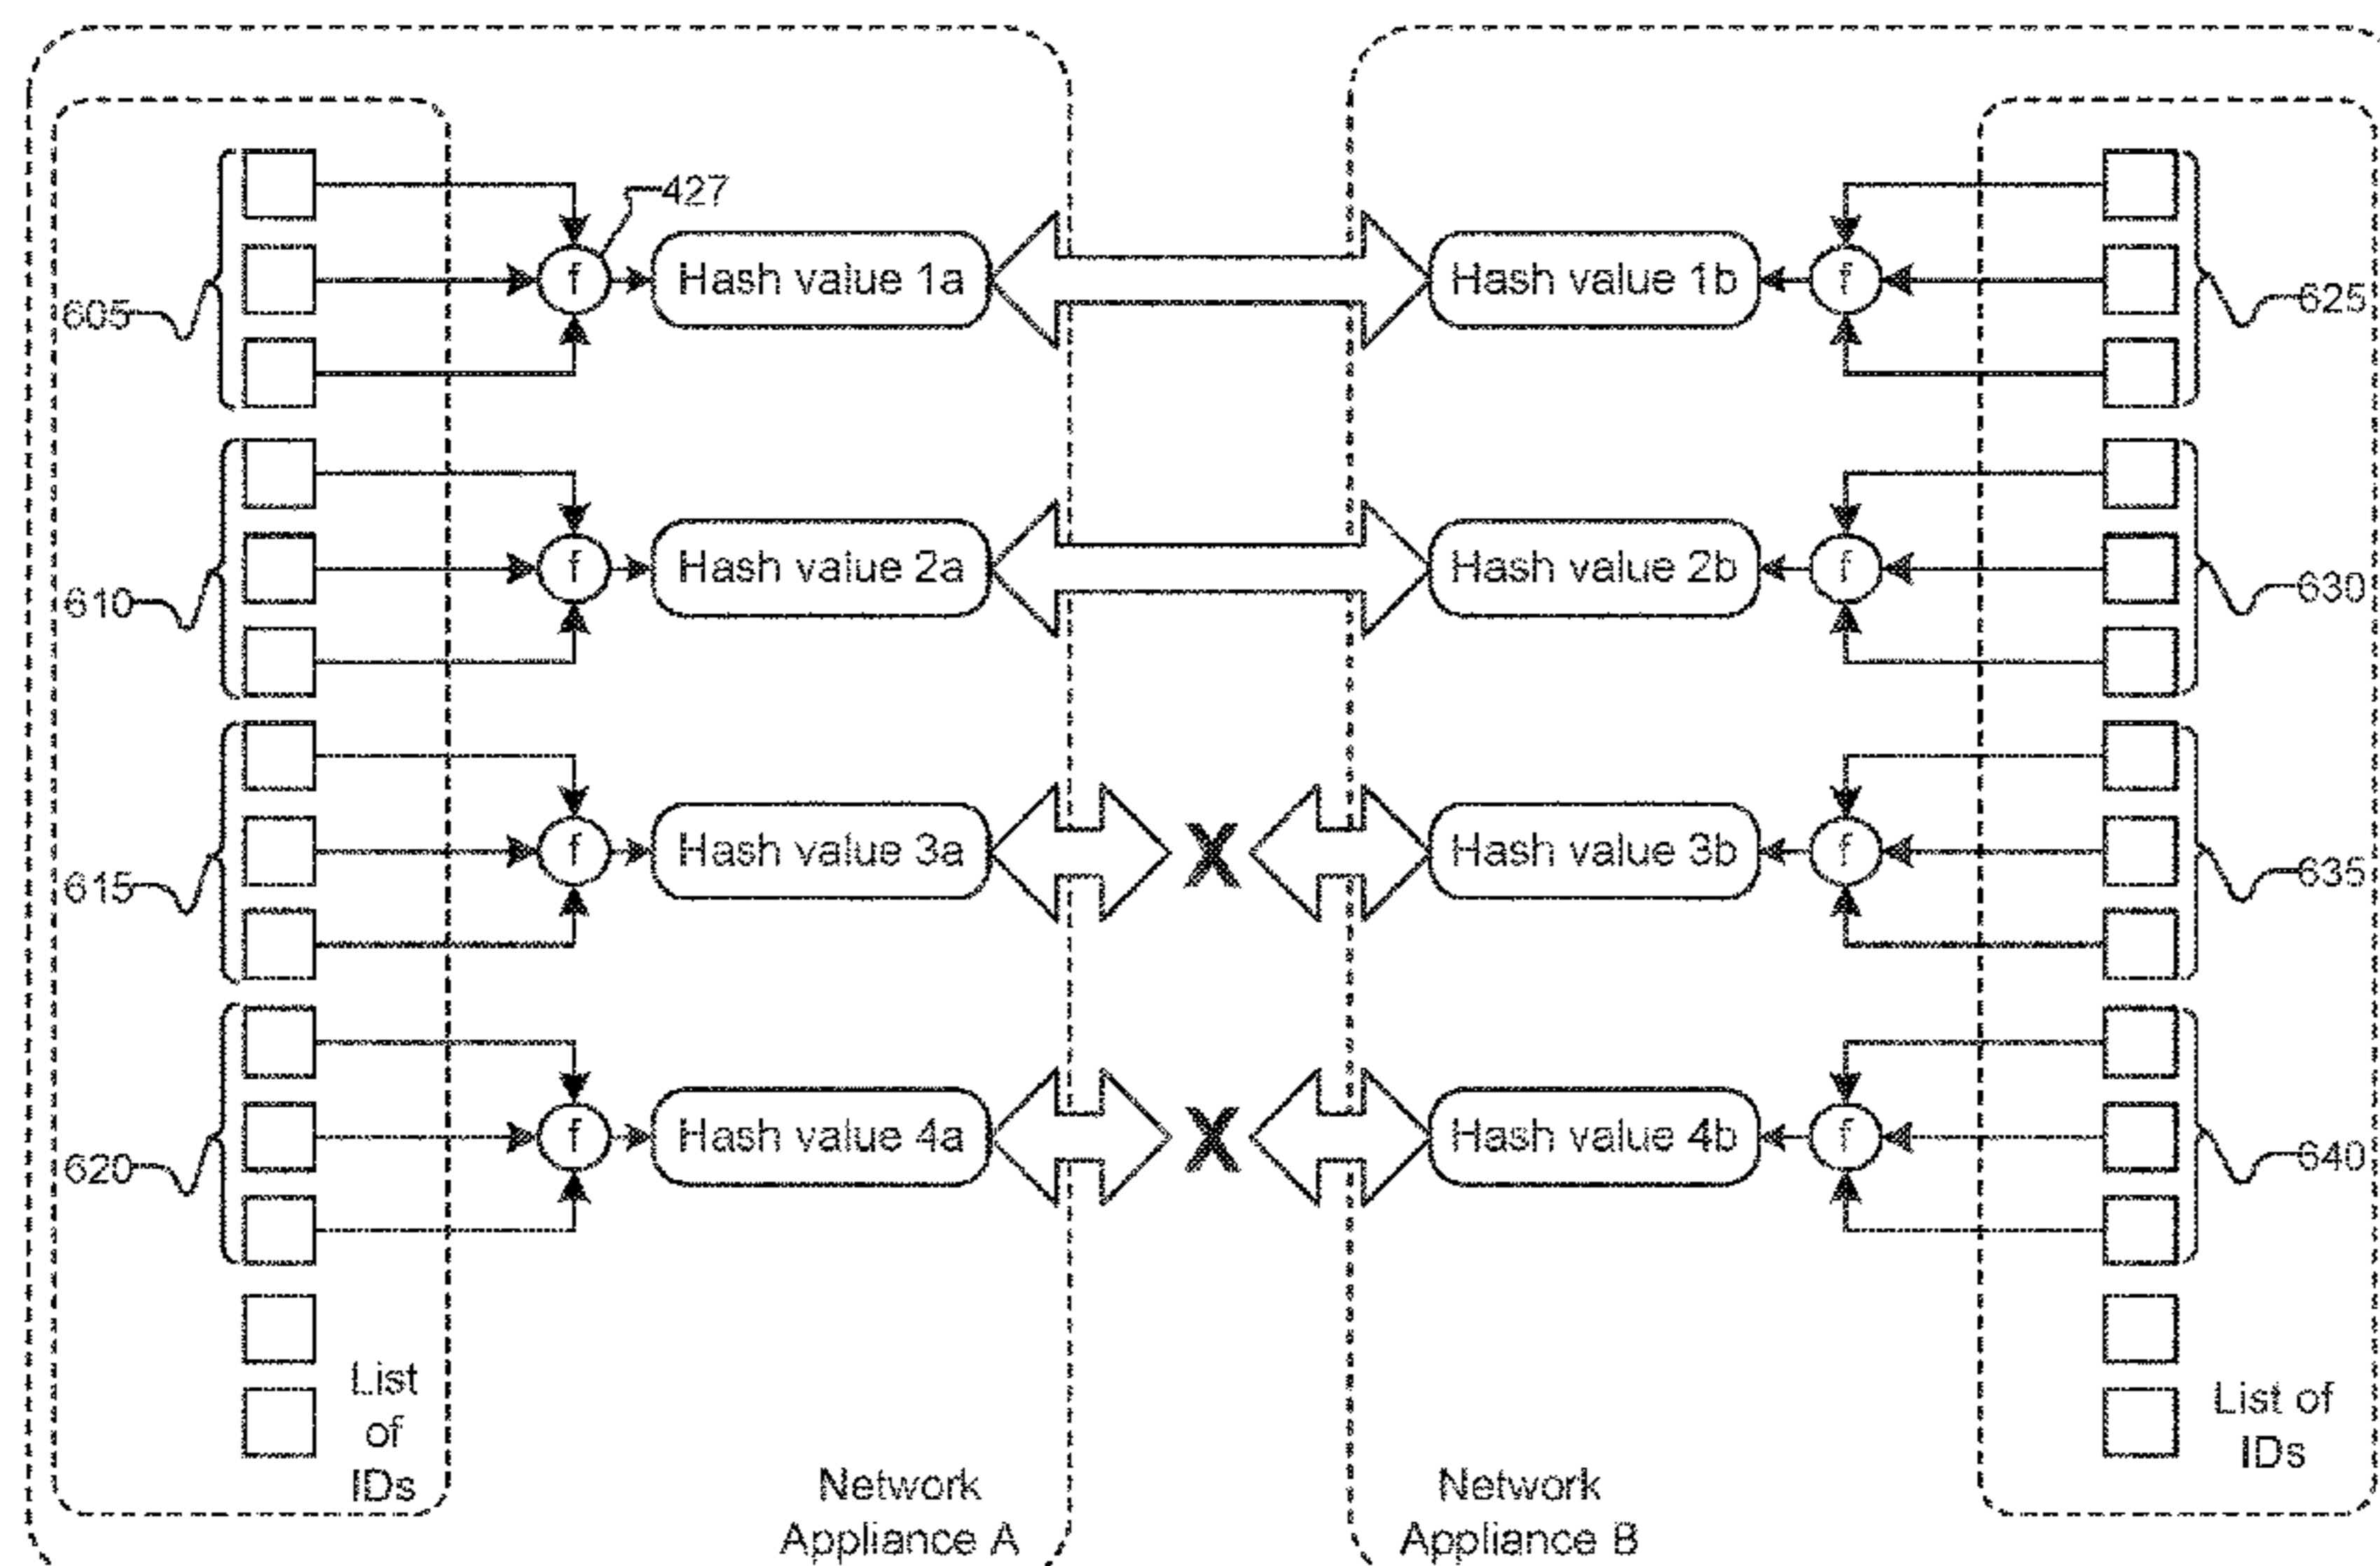 427
605
f
Hash value 1a
Hash value 1b
f
625
610
f
Hash value 2a
Hash value 2b
f
630
615
f
Hash value 3a
X
Hash value 3b
f
635
620
f
Hash value 4a
X
Hash value 4b
f
640
List
of
IDs
List of
IDs
Network
Appliance A
Network
Appliance B